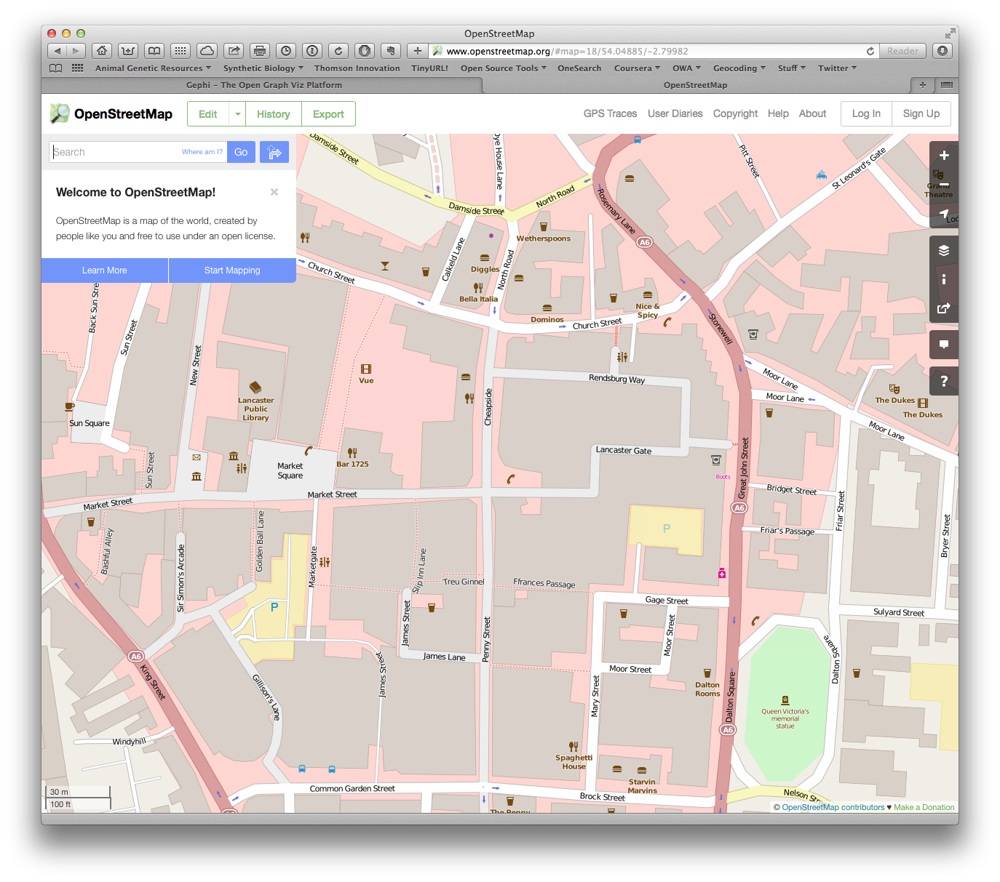 OpenStreetMap
www.openstreetmap.org/#map=18/54.04885/-2.79982
Reader
Animal Genetic Resources
Synthetic Biology
Thomson Innovation
TinyURL!
Open Source Tools
OneSearch
Coursera
OWA
Geocoding
Stuff
Twitter
Gephi – The Open Graph Viz Platform
OpenStreetMap
OpenStreetMap
Edit
History
Export
GPS Traces
User Diaries
Copyright
Help
About
Log In
Sign Up
Search
Where am I?
Go
Welcome to OpenStreetMap!
×
OpenStreetMap is a map of the world, created by
people like you and free to use under an open license.
Learn More
Start Mapping
Damside Street
Dye House Lane
Damside Street
North Road
Rosemary Lane
Pitt Street
St Leonard's Gate
Grand
Theatre
A6
Wetherspoons
Calkeld Lane
North Road
Diggles
Bella Italia
Church Street
Dominos
Church Street
Nice &
Spicy
Stonewell
Back Sun Stre
Sun Street
New Street
Vue
Lancaster
Public
Library
Cheapside
Rendsburg Way
Moor Lane
Moor Lane
The Dukes
The Dukes
Moor Lane
Sun Square
Sun Street
Market
Square
Bar 1725
Lancaster Gate
Boots
Great John Street
Bridget Street
Friar Street
Market Street
Market Street
A6
Friar's Passage
Bryer Street
P
Bashful Alley
Sir Simon's Arcade
Golden Ball Lane
Marketgate
Slip Inn Lane
Treu Ginnel
Ffrances Passage
Gage Street
Sulyard Street
P
James Street
James Lane
Penny Street
Moor Street
Moor Street
Mary Street
Dalton Square
Dalton Square
Dalton
Rooms
Queen Victoria's
memorial
statue
A6
King Street
Gillison's Lane
James Street
Windyhill
A6
Spaghetti
House
Starvin
Marvins
Common Garden Street
Brock Street
Nelson Str
The Penny
30 m
100 ft
© OpenStreetMap contributors ♥ Make a Donation